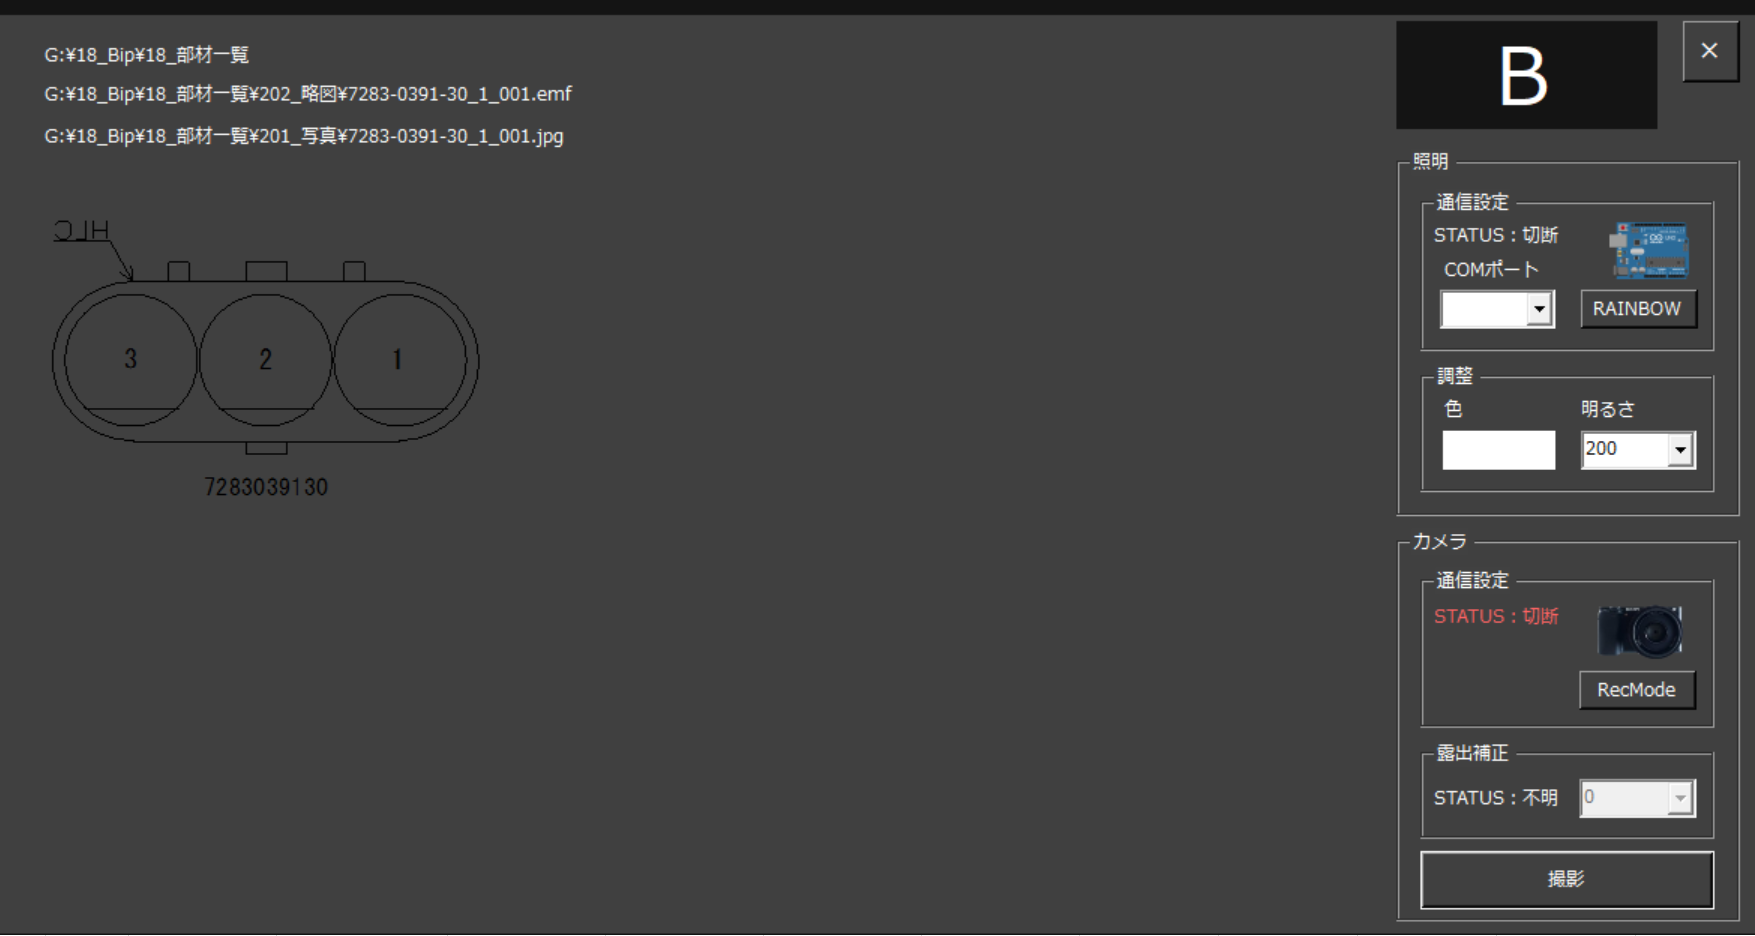 G:¥18_Bip¥18_部材一覧
G:¥18_Bip¥18_部材一覧¥202_略図¥7283-0391-30_1_001.emf
G:¥18_Bip¥18_部材一覧¥201_写真¥7283-0391-30_1_001.jpg
B
×
照明
通信設定
STATUS：切断
COMポート
RAINBOW
調整
色
明るさ
200
カメラ
通信設定
STATUS：切断
RecMode
露出補正
STATUS：不明
0
撮影
3
2
1
7283039130